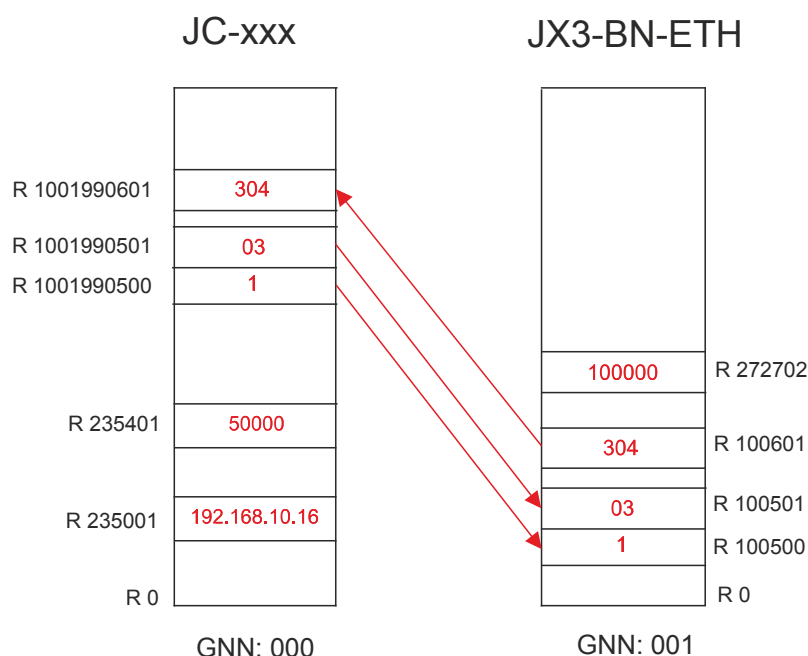 JC-xxx
JX3-BN-ETH
R 1001990601
304
R 1001990501
03
R 1001990500
1
100000
R 272702
R 235401
50000
304
R 100601
03
R 100501
R 235001
192.168.10.16
1
R 100500
R 0
R 0
GNN: 000
GNN: 001